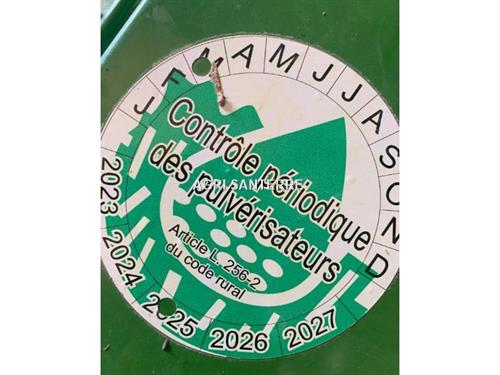 J F M A M J J A S O N D
Contrôle périodique
des pulvérisateurs
AGRI SANTERRE
Article L. 256-2
du code rural
2023 2024 2025 2026 2027